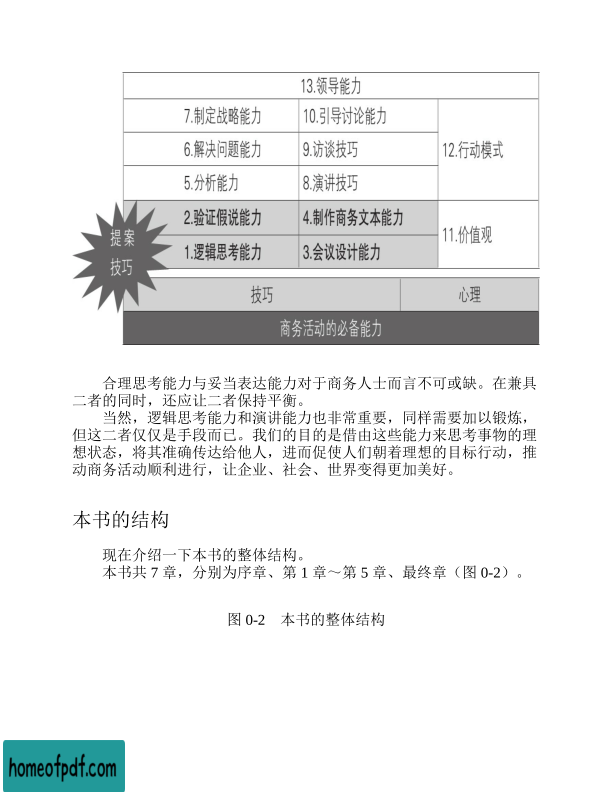 13.领导能力
7.制定战略能力
10.引导讨论能力
6.解决问题能力
9.访谈技巧
12.行动模式
5.分析能力
8.演讲技巧
2.验证假说能力
4.制作商务文本能力
提案
技巧
1.逻辑思考能力
3.会议设计能力
11.价值观
技巧
心理
商务活动的必备能力
合理思考能力与妥当表达能力对于商务人士而言不可或缺。在兼具
二者的同时，还应让二者保持平衡。
当然，逻辑思考能力和演讲能力也非常重要，同样需要加以锻炼，
但这二者仅仅是手段而已。我们的目的是借由这些能力来思考事物的理
想状态，将其准确传达给他人，进而促使人们朝着理想的目标行动，推
动商务活动顺利进行，让企业、社会、世界变得更加美好。
本书的结构
现在介绍一下本书的整体结构。
本书共 7 章，分别为序章、第 1 章～第 5 章、最终章（图 0-2）。
图 0-2　本书的整体结构
homeofpdf.com